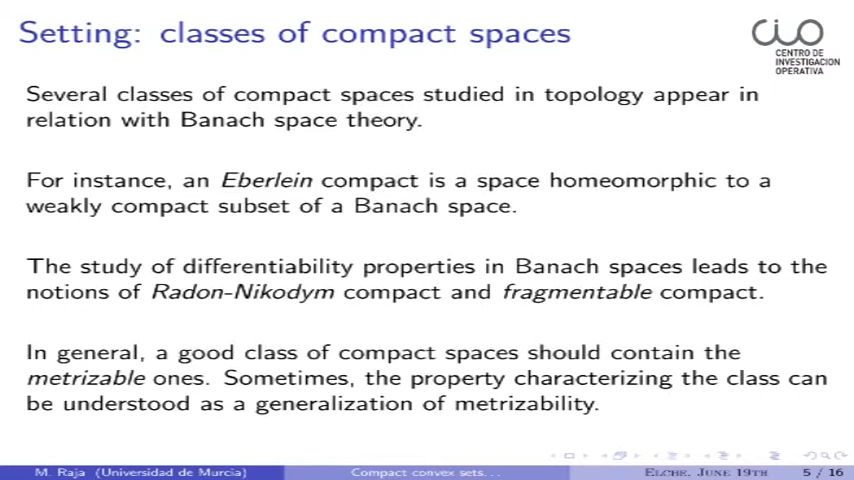 Setting: classes of compact spaces
CIO
CENTRO DE
INVESTIGACION
OPERATIVA
Several classes of compact spaces studied in topology appear in
relation with Banach space theory.
For instance, an Eberlein compact is a space homeomorphic to a
weakly compact subset of a Banach space.
The study of differentiability properties in Banach spaces leads to the
notions of Radon-Nikodym compact and fragmentable compact.
In general, a good class of compact spaces should contain the
metrizable ones. Sometimes, the property characterizing the class can
be understood as a generalization of metrizability.
M. Raja (Universidad de Murcia)
Compact convex sets...
Elche, June 19th
5 / 16